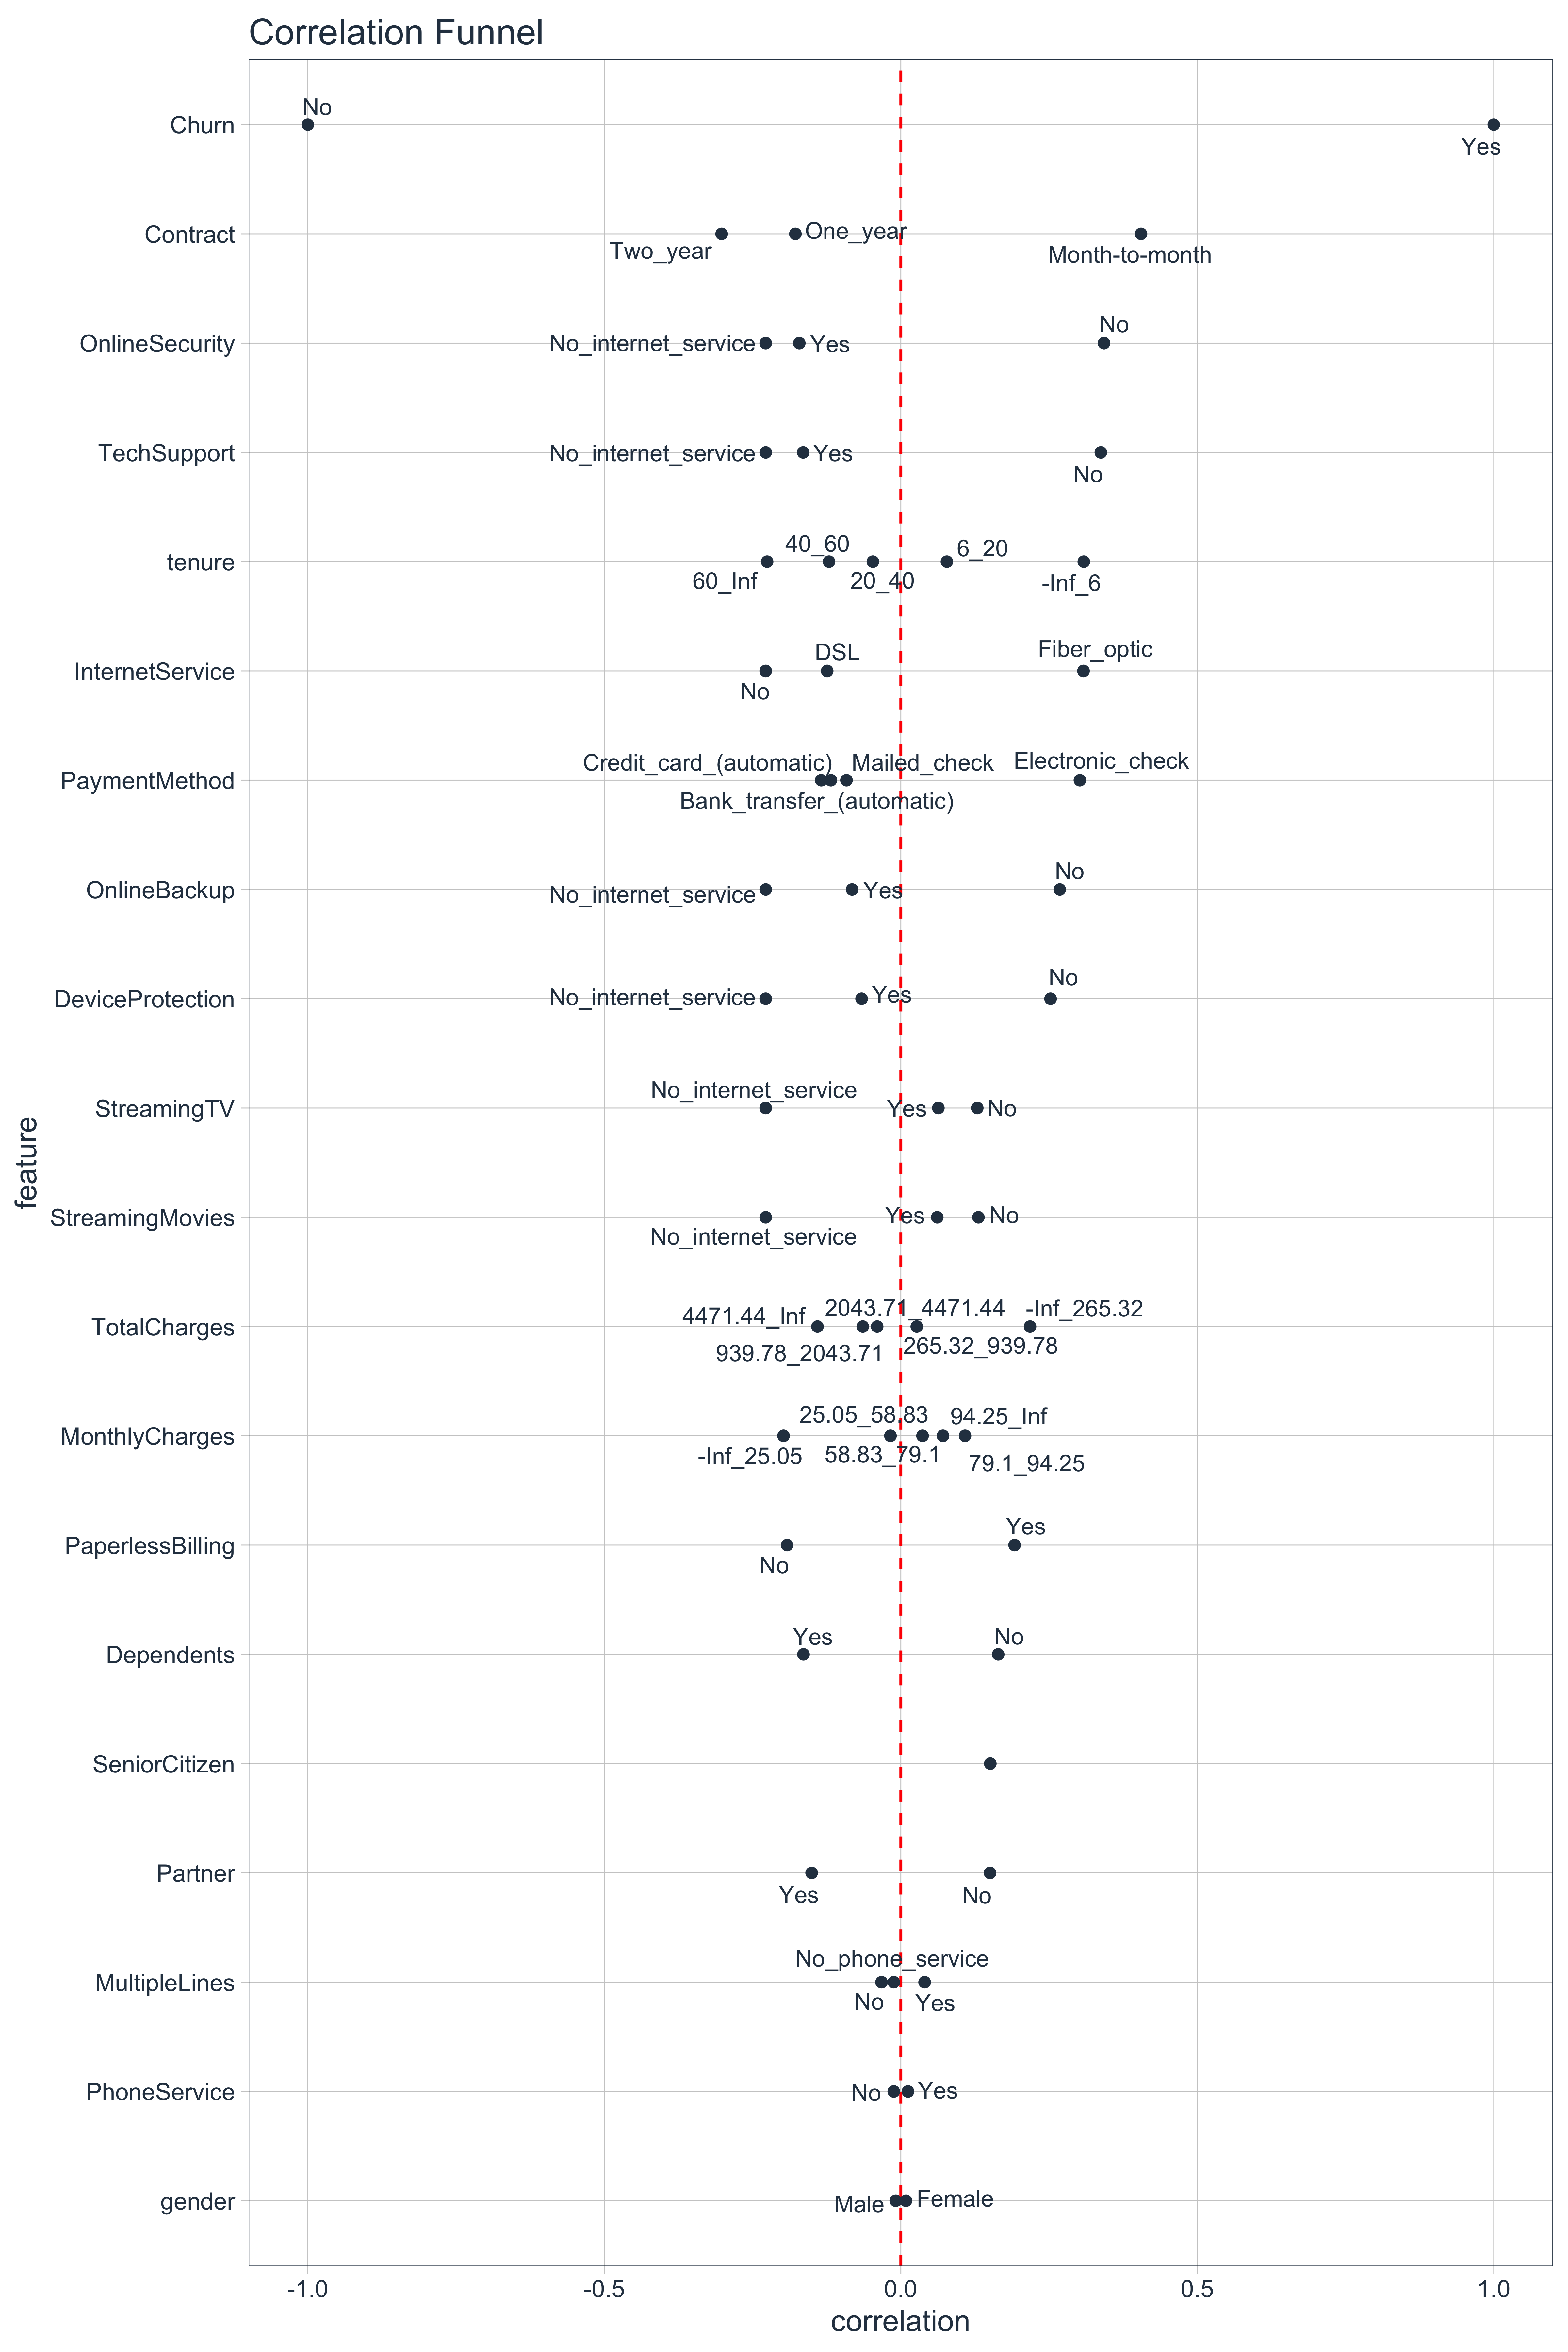 Correlation Funnel
No
Churn
Yes
Contract
One_year
Two_year
Month-to-month
No
OnlineSecurity
No_internet_service
Yes
TechSupport
No_internet_service
Yes
No
40_60
6_20
tenure
60_Inf
20_40
-Inf_6
DSL
Fiber_optic
InternetService
No
Credit_card_(automatic)
Mailed_check
Electronic_check
PaymentMethod
Bank_transfer_(automatic)
No
OnlineBackup
No_internet_service
Yes
No
DeviceProtection
No_internet_service
Yes
No_internet_service
StreamingTV
Yes
No
feature
StreamingMovies
Yes
No
No_internet_service
4471.44_Inf
2043.71_4471.44
-Inf_265.32
TotalCharges
939.78_2043.71
265.32_939.78
25.05_58.83
94.25_Inf
MonthlyCharges
-Inf_25.05
58.83_79.1
79.1_94.25
Yes
PaperlessBilling
No
Yes
No
Dependents
SeniorCitizen
Partner
Yes
No
No_phone_service
MultipleLines
No
Yes
PhoneService
No
Yes
gender
Male
Female
-1.0
-0.5
0.0
0.5
1.0
correlation